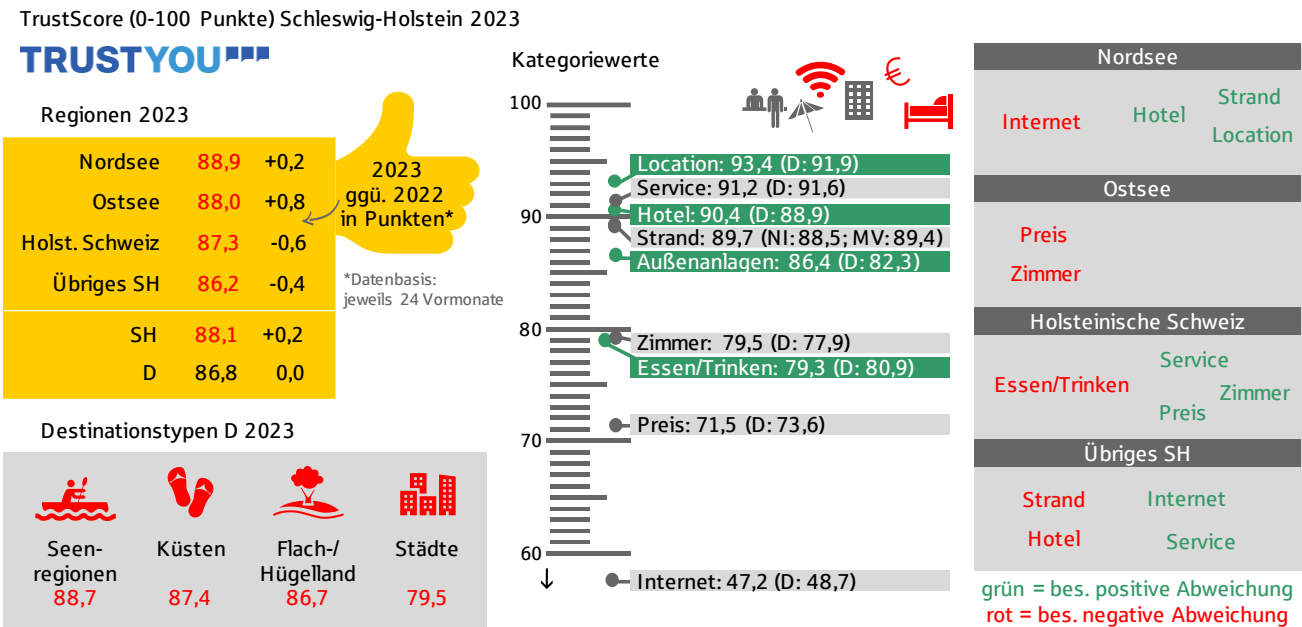 TrustScore (0-100 Punkte) Schleswig-Holstein 2023
TRUSTYOU
Regionen 2023
Nordsee 88,9 +0,2
Ostsee 88,0 +0,8
Holst. Schweiz 87,3 -0,6
Übriges SH 86,2 -0,4
SH 88,1 +0,2
D 86,8 0,0
2023
ggü. 2022
in Punkten*
*Datenbasis:
jeweils 24 Vormonate
Destinationstypen D 2023
Seen-
regionen
88,7
Küsten
87,4
Flach-/
Hügelland
86,7
Städte
79,5
Kategoriewerte
€
100
90
80
70
60
Location: 93,4 (D: 91,9)
Service: 91,2 (D: 91,6)
Hotel: 90,4 (D: 88,9)
Strand: 89,7 (NI: 88,5; MV: 89,4)
Außenanlagen: 86,4 (D: 82,3)
Zimmer: 79,5 (D: 77,9)
Essen/Trinken: 79,3 (D: 80,9)
Preis: 71,5 (D: 73,6)
Internet: 47,2 (D: 48,7)
Nordsee
Internet
Hotel
Strand
Location
Ostsee
Preis
Zimmer
Holsteinische Schweiz
Essen/Trinken
Service
Zimmer
Preis
Übriges SH
Strand
Internet
Hotel
Service
grün = bes. positive Abweichung
rot = bes. negative Abweichung